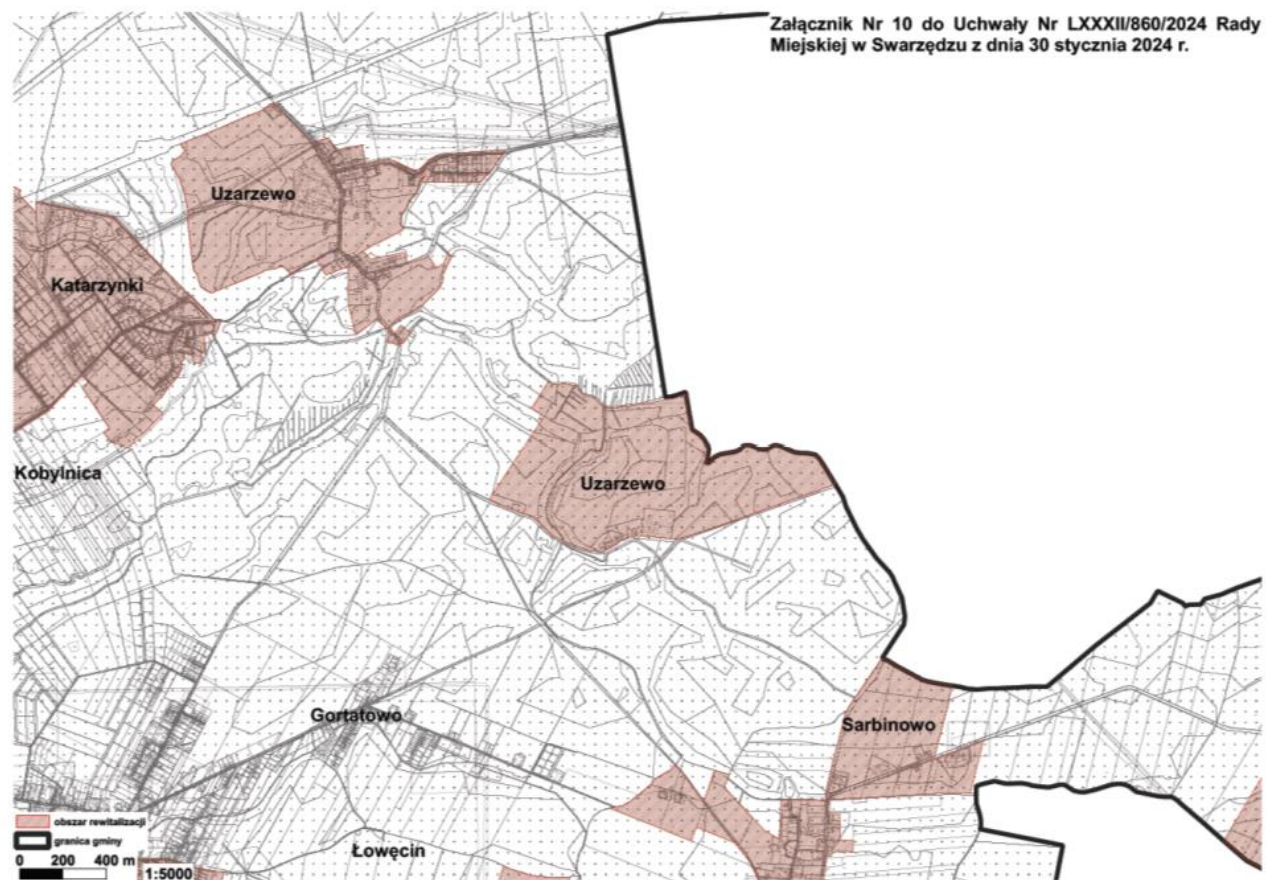 Załącznik Nr 10 do Uchwały Nr LXXXII/860/2024 Rady
Miejskiej w Swarzędzu z dnia 30 stycznia 2024 r.
Uzarzewo
Katarzynki
Kobylnica
Uzarzewo
Gortatowo
Sarbinowo
Łowęcin
obszar rewitalizacji
granica gminy
0 200 400 m
1:5000